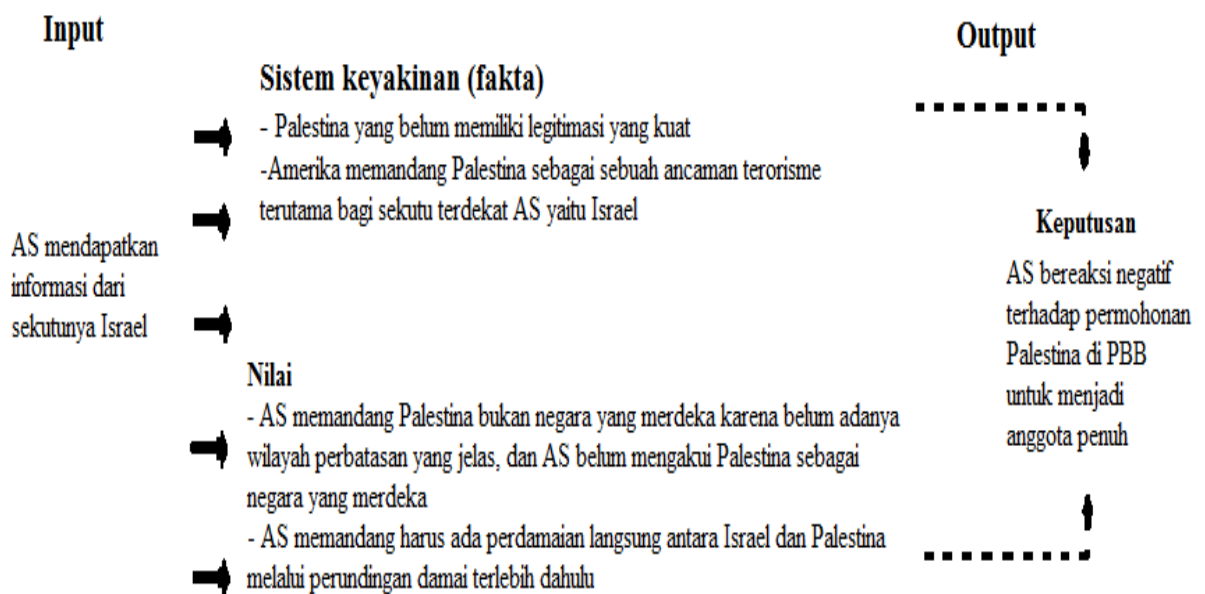 Input
Output
Sistem keyakinan (fakta)
- Palestina yang belum memiliki legitimasi yang kuat
-Amerika memandang Palestina sebagai sebuah ancaman terorisme
terutama bagi sekutu terdekat AS yaitu Israel
AS mendapatkan
informasi dari
sekutunya Israel
Nilai
- AS memandang Palestina bukan negara yang merdeka karena belum adanya
wilayah perbatasan yang jelas, dan AS belum mengakui Palestina sebagai
negara yang merdeka
- AS memandang harus ada perdamaian langsung antara Israel dan Palestina
melalui perundingan damai terlebih dahulu
Keputusan
AS bereaksi negatif
terhadap permohonan
Palestina di PBB
untuk menjadi
anggota penuh